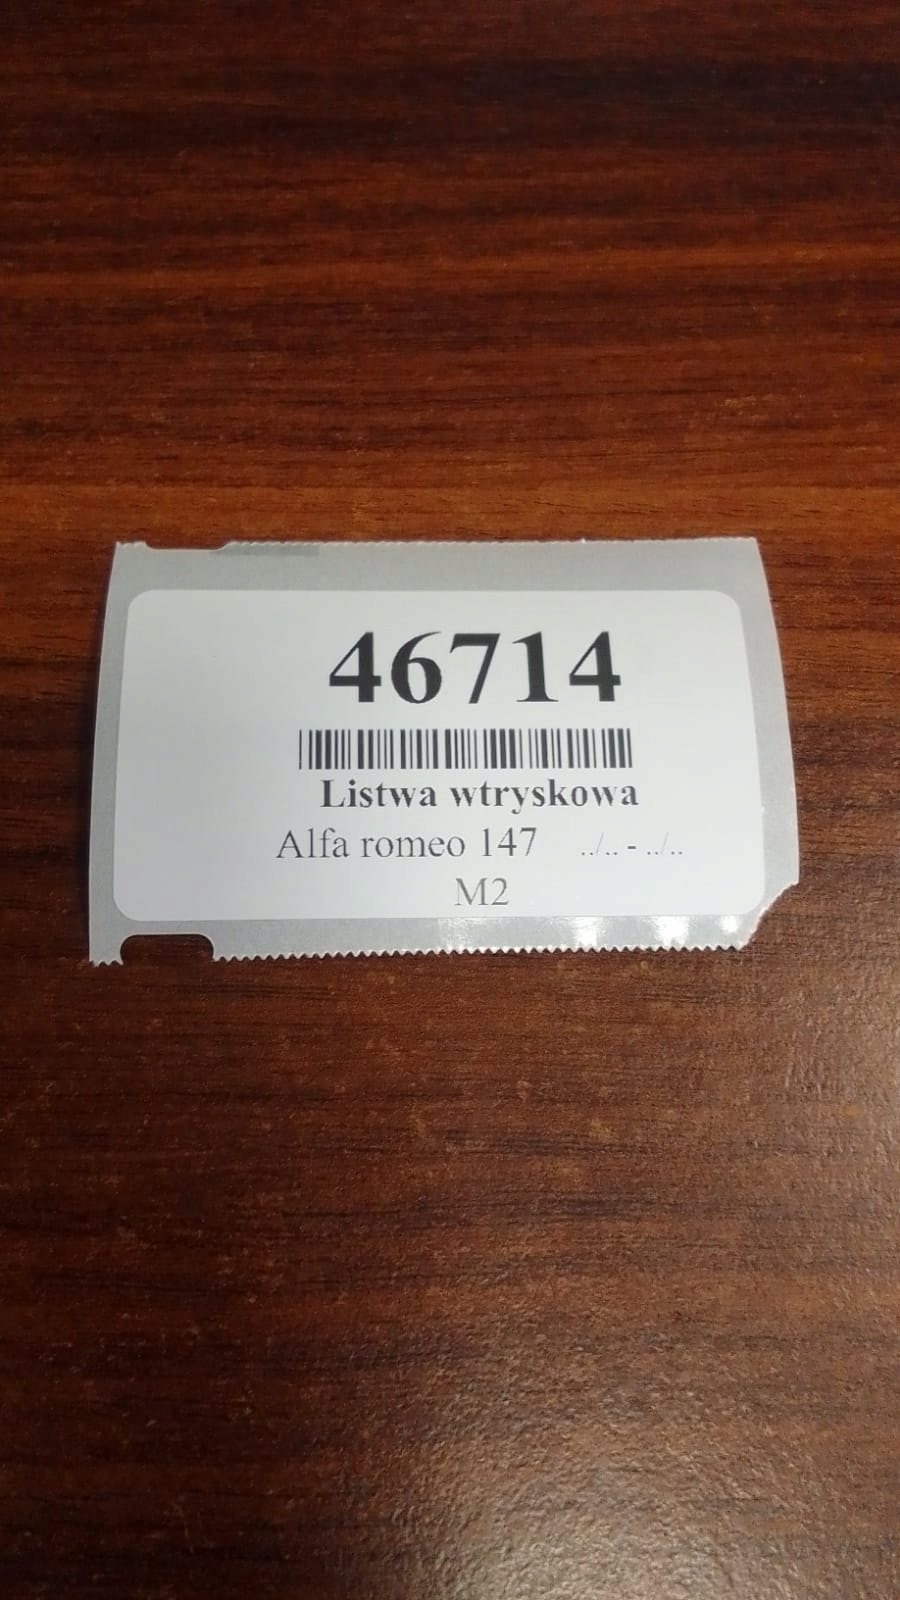 46714
Listwa wtryskowa
Alfa romeo 147 ../.. - ../..
M2